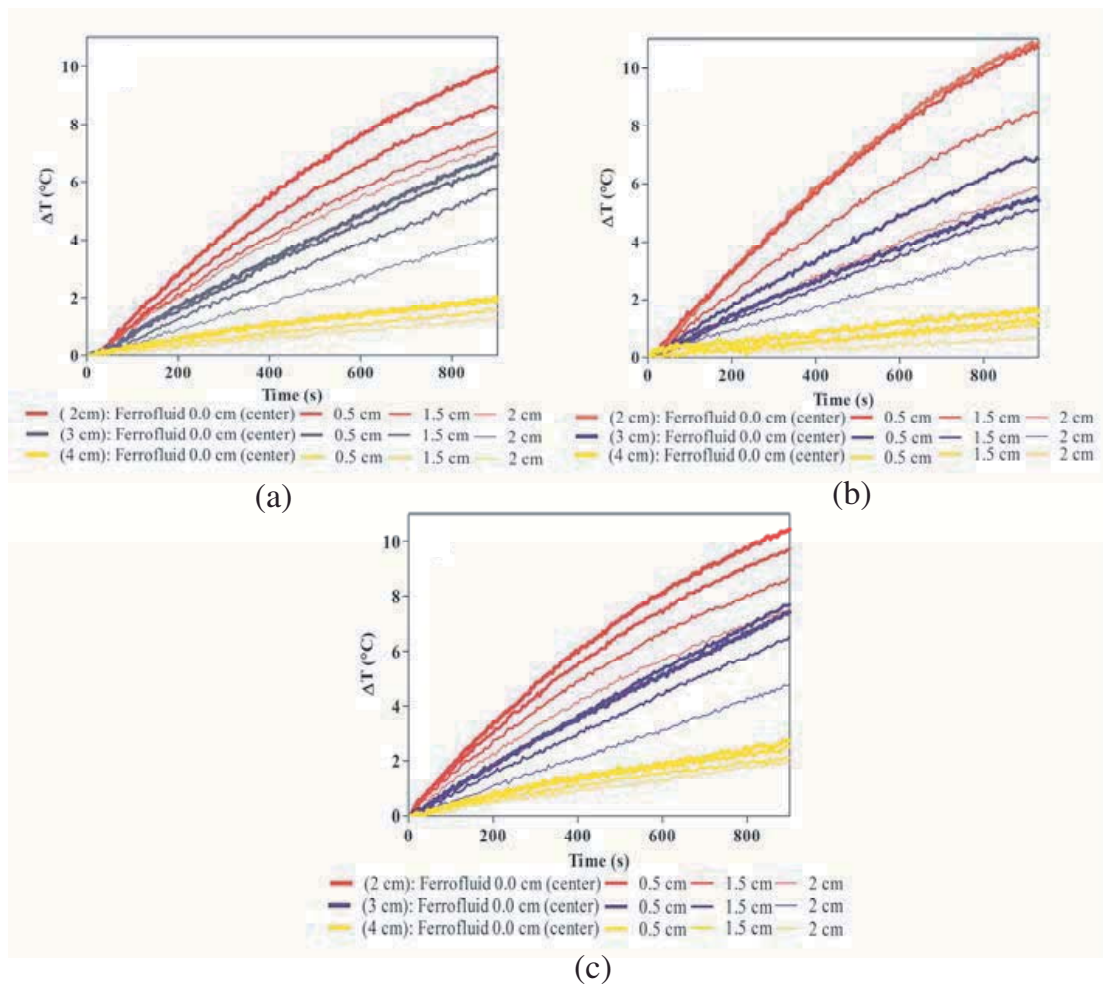 10
8
6
4
2
0
ΔT (°C)
0 200 400 600 800
Time (s)
( 2cm): Ferrofluid 0.0 cm (center) 0.5 cm 1.5 cm 2 cm
(3 cm): Ferrofluid 0.0 cm (center) 0.5 cm 1.5 cm 2 cm
(4 cm): Ferrofluid 0.0 cm (center) 0.5 cm 1.5 cm 2 cm
(a)
10
8
6
4
2
0
ΔT (°C)
0 200 400 600 800
Time (s)
(2 cm): Ferrofluid 0.0 cm (center) 0.5 cm 1.5 cm 2 cm
(3 cm): Ferrofluid 0.0 cm (center) 0.5 cm 1.5 cm 2 cm
(4 cm): Ferrofluid 0.0 cm (center) 0.5 cm 1.5 cm 2 cm
(b)
10
8
6
4
2
0
ΔT (°C)
0 200 400 600 800
Time (s)
(2 cm): Ferrofluid 0.0 cm (center) 0.5 cm 1.5 cm 2 cm
(3 cm): Ferrofluid 0.0 cm (center) 0.5 cm 1.5 cm 2 cm
(4 cm): Ferrofluid 0.0 cm (center) 0.5 cm 1.5 cm 2 cm
(c)